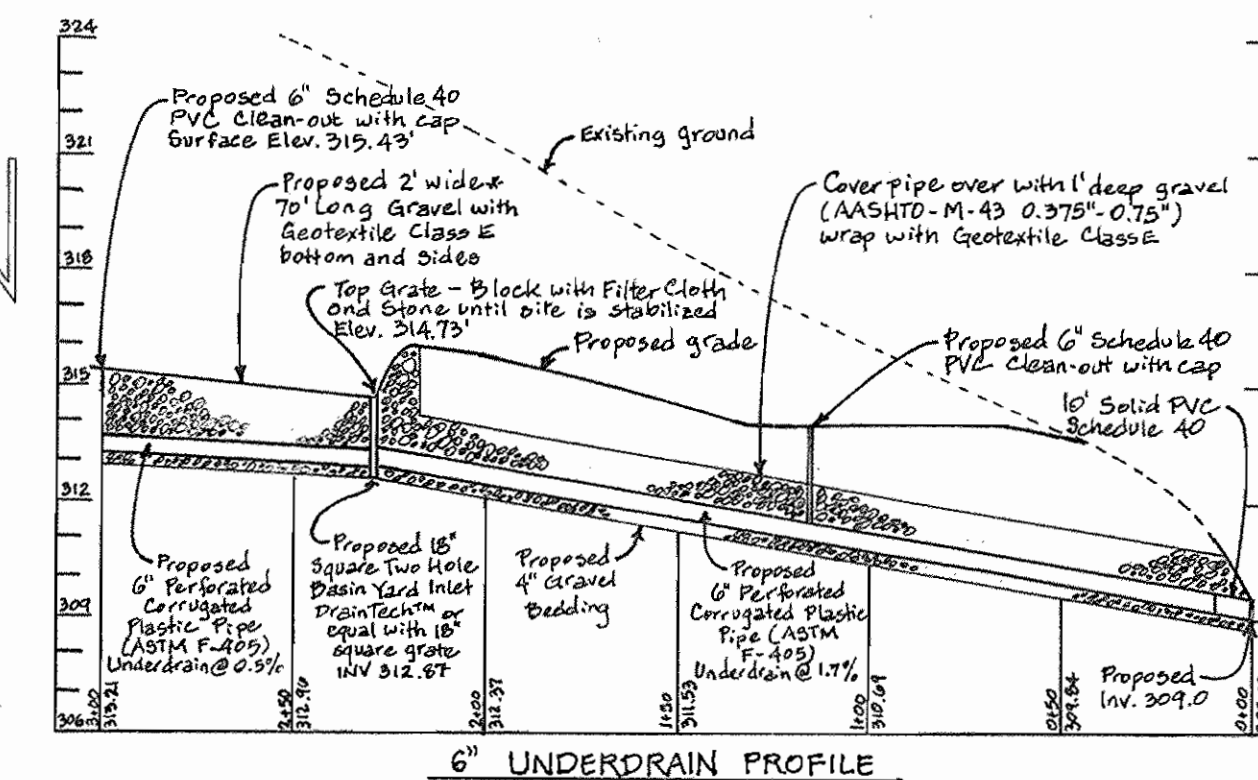 324
321
318
315
312
309
306
Proposed 6" Schedule 40
PVC Clean-out with cap
Surface Elev. 315.43'
Proposed 2' wide x
70' Long Gravel with
Geotextile Class E
bottom and sides
Top Grate - Block with Filter Cloth
and Stone until site is stabilized
Elev. 314.73'
Existing ground
Proposed grade
Cover pipe over with 1' deep gravel
(AASHTO-M-43 0.375"-0.75")
wrap with Geotextile Class E
Proposed 6" Schedule 40
PVC Clean-out with cap
10' Solid PVC
Schedule 40
Proposed
6" Perforated
Corrugated
Plastic Pipe
(ASTM F-405)
Underdrain @ 0.5%
Proposed 18"
Square Two Hole
Basin Yard Inlet
DrainTech™ or
equal with 18"
square grate
INV 312.87
Proposed
4" Gravel
Bedding
Proposed
6" Perforated
Corrugated Plastic
Pipe (ASTM
F-405)
Underdrain @ 1.7%
Proposed
Inv. 309.0
3+00
313.21
2+50
312.96
2+00
312.37
1+50
311.53
1+00
310.69
0+50
309.84
0+00
6" UNDERDRAIN PROFILE